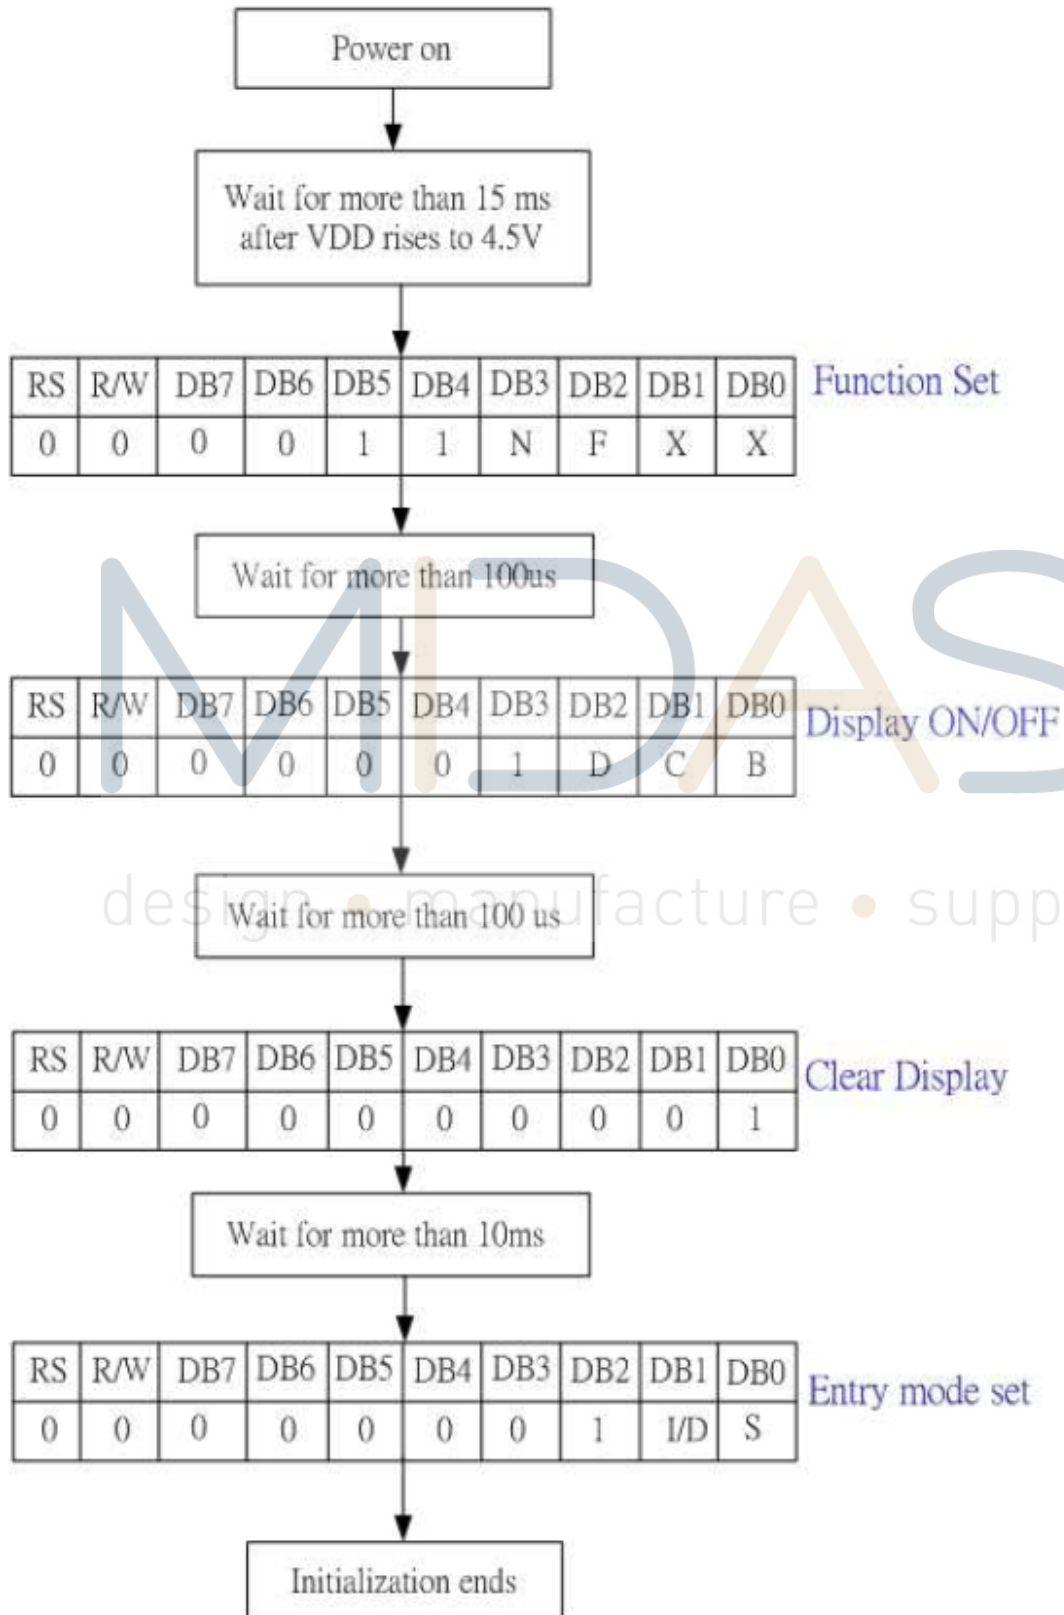 Power on
Wait for more than 15 ms
after VDD rises to 4.5V
RS R/W DB7 DB6 DB5 DB4 DB3 DB2 DB1 DB0 Function Set
0 0 0 0 1 1 N F X X
Wait for more than 100us
RS R/W DB7 DB6 DB5 DB4 DB3 DB2 DB1 DB0 Display ON/OFF
0 0 0 0 0 0 1 D C B
MIDAS
design • manufacture • supp
Wait for more than 100 us
RS R/W DB7 DB6 DB5 DB4 DB3 DB2 DB1 DB0 Clear Display
0 0 0 0 0 0 0 0 0 1
Wait for more than 10ms
RS R/W DB7 DB6 DB5 DB4 DB3 DB2 DB1 DB0 Entry mode set
0 0 0 0 0 0 0 1 I/D S
Initialization ends